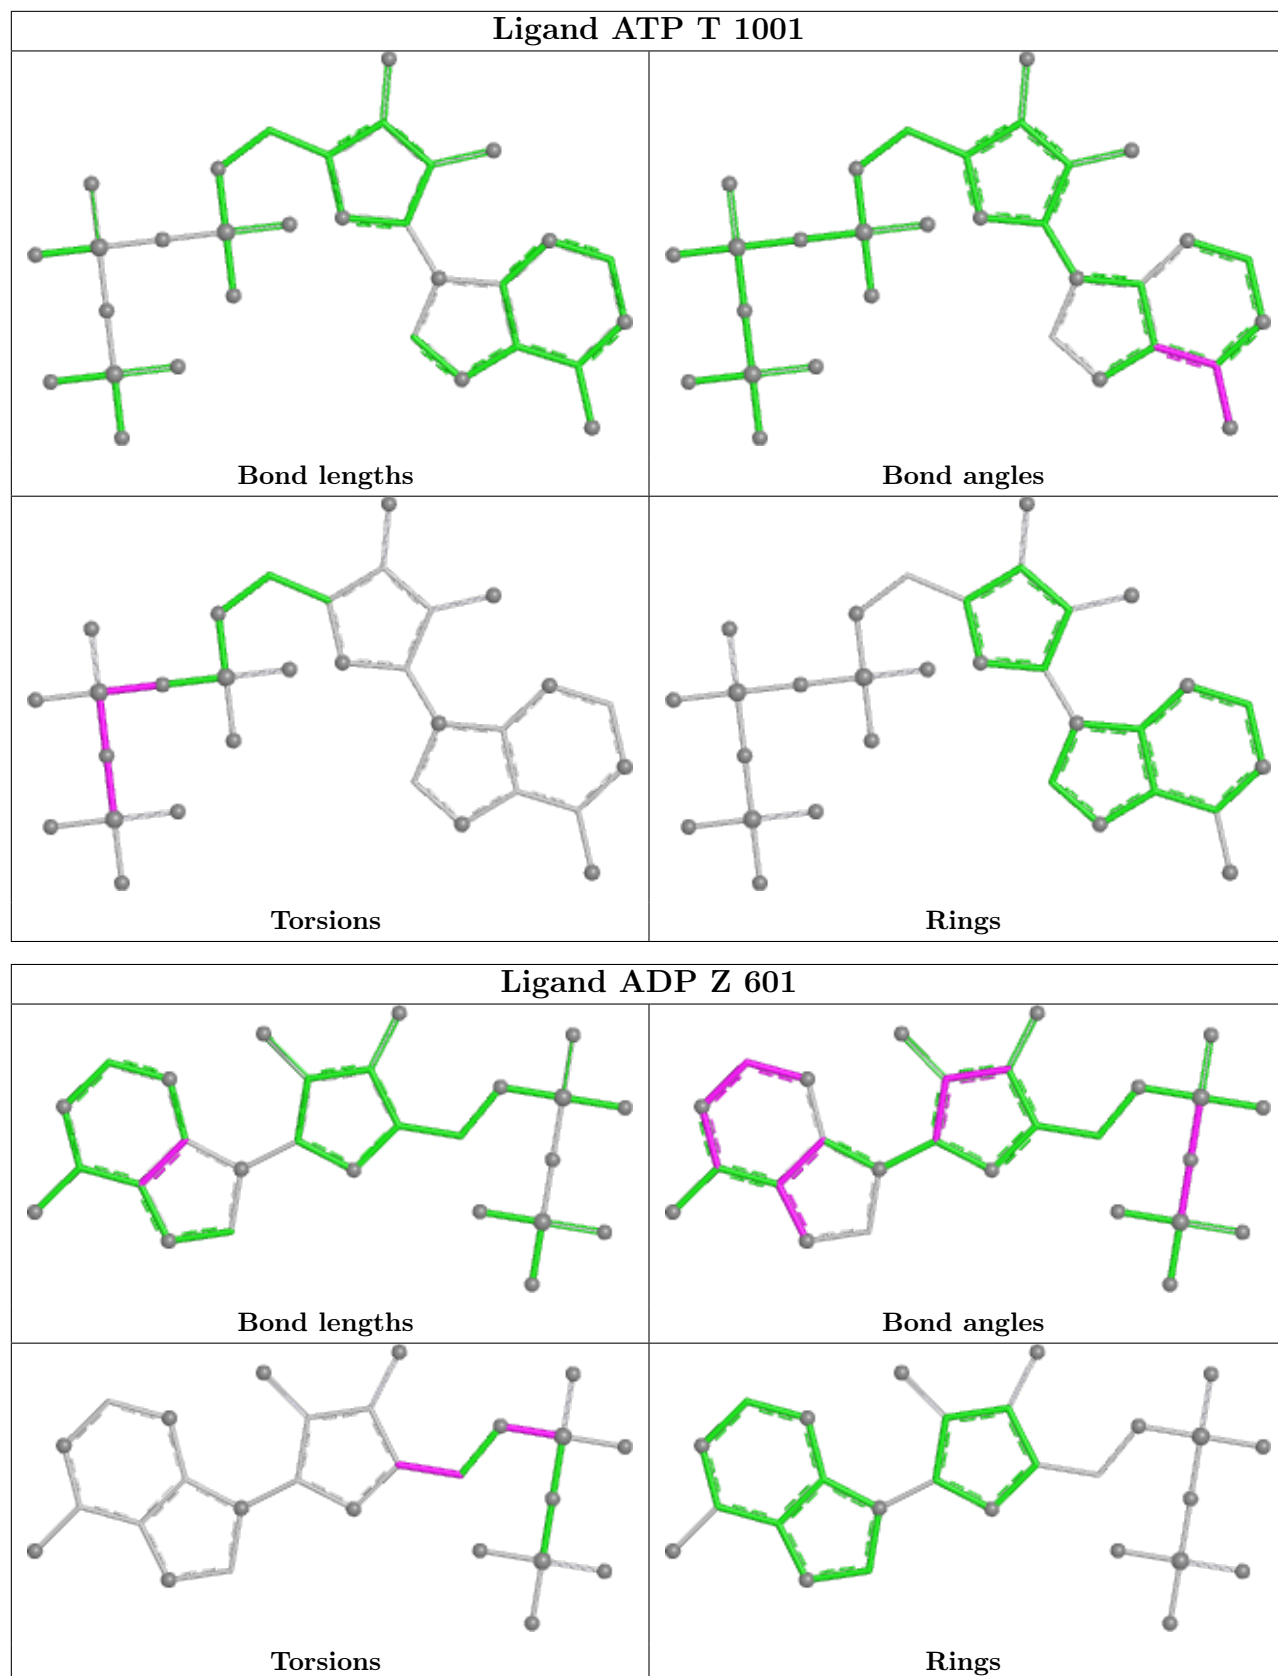 Ligand ATP T 1001
Bond lengths
Bond angles
Torsions
Rings
Ligand ADP Z 601
Bond lengths
Bond angles
Torsions
Rings